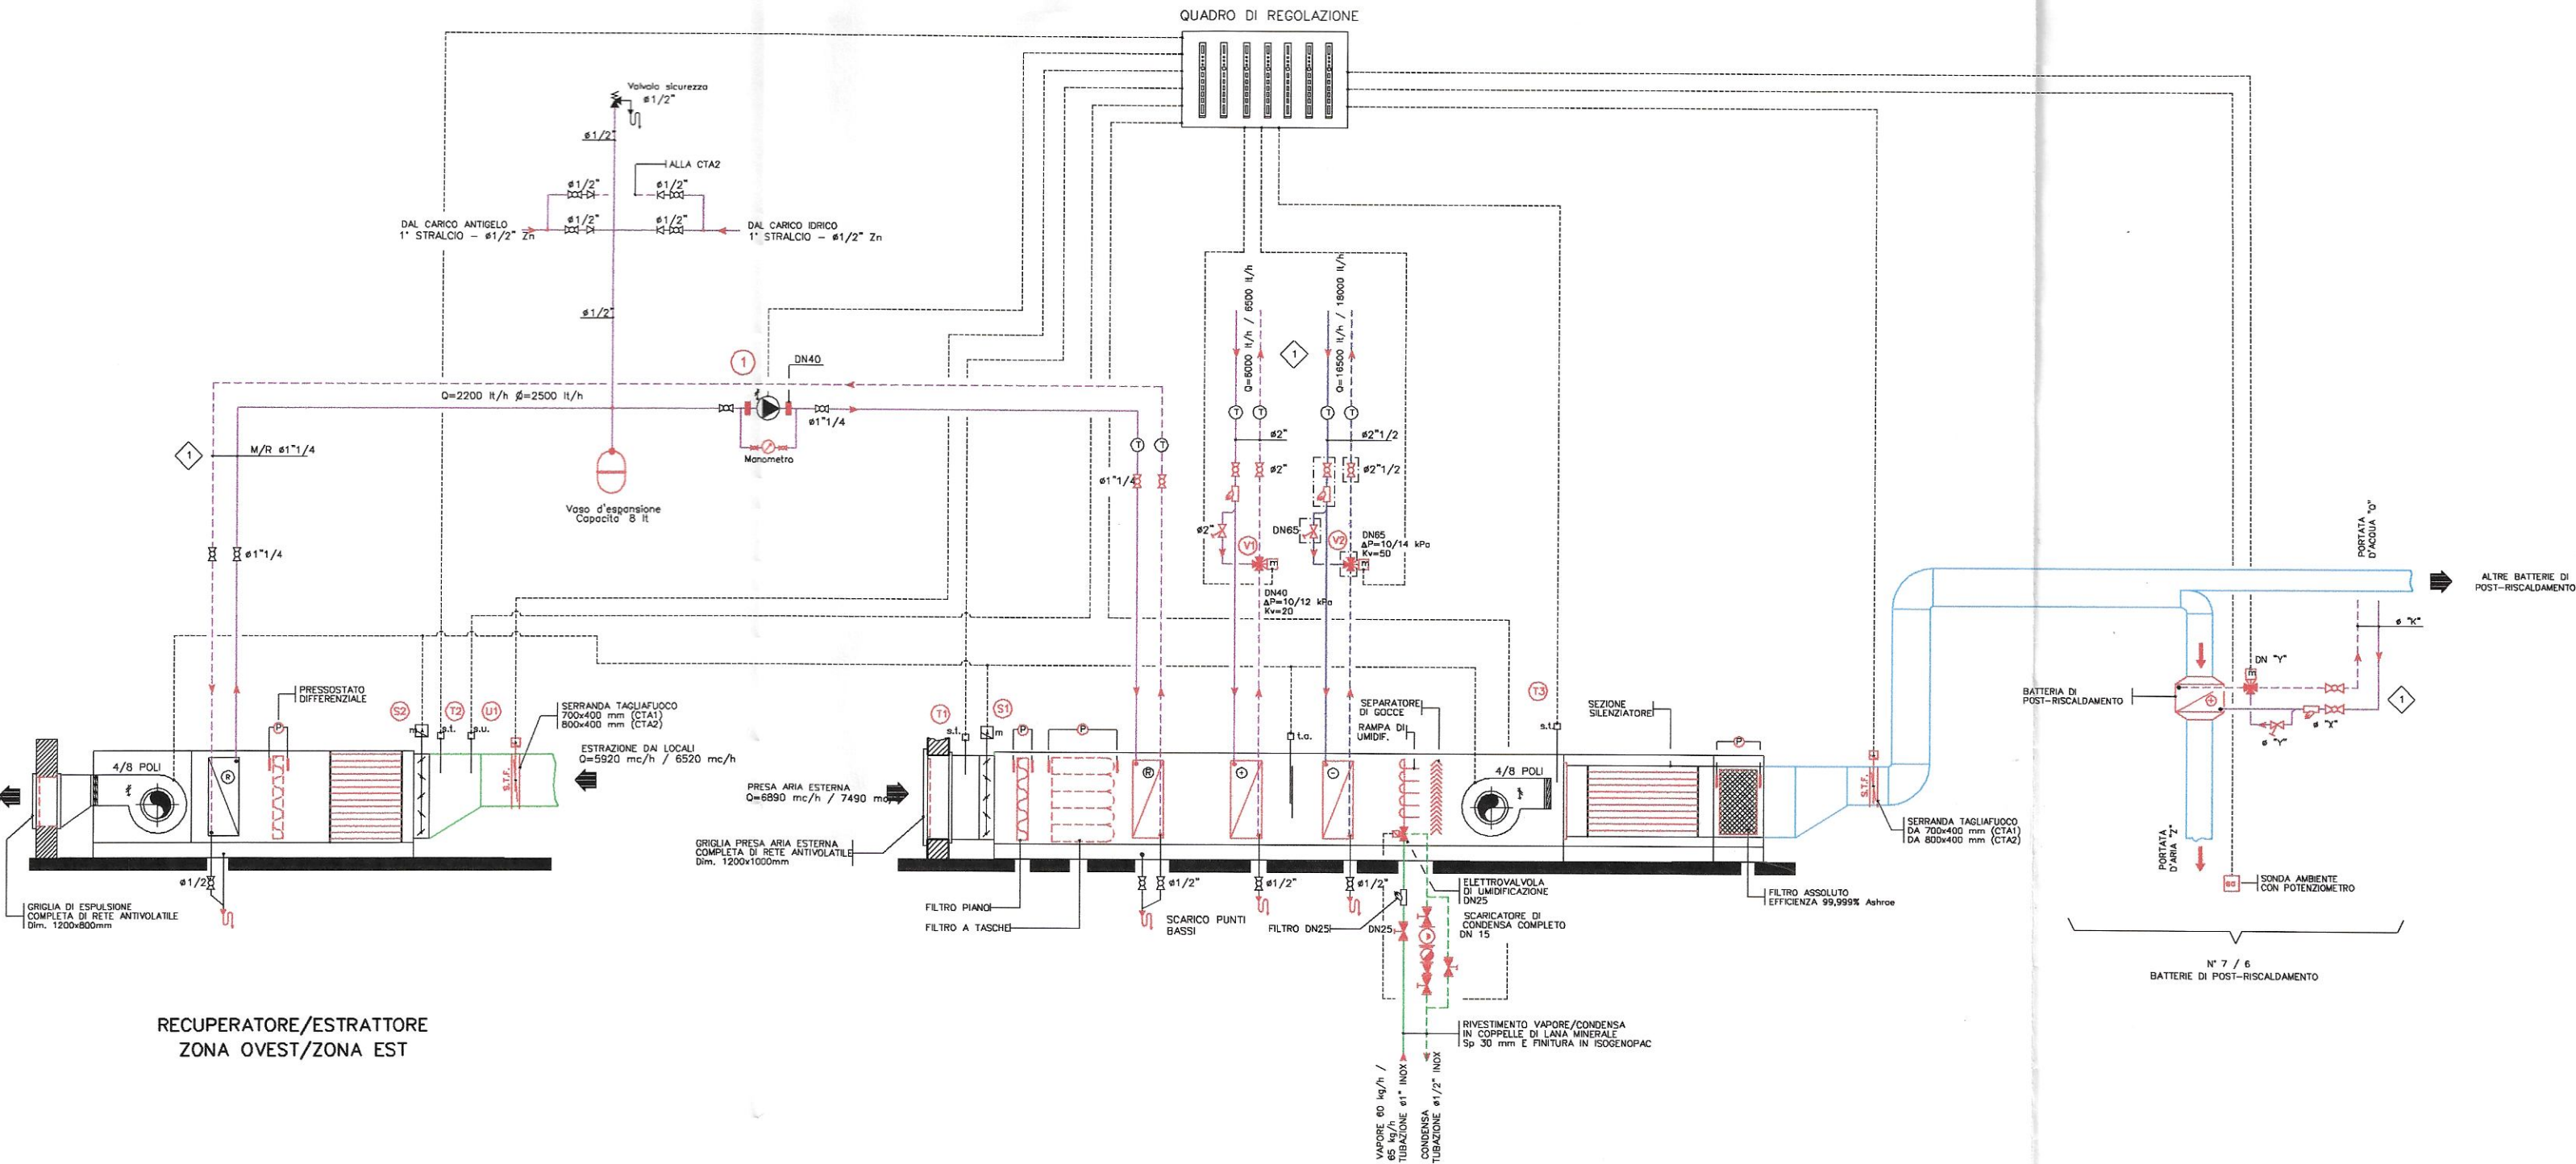 QUADRO DI REGOLAZIONE
Valvola sicurezza
ø1/2"
ø1/2"
ALLA CTA2
ø1/2"
ø1/2"
ø1/2"
ø1/2"
DAL CARICO ANTIGELO
1° STRALCIO – ø1/2" Zn
DAL CARICO IDRICO
1° STRALCIO – ø1/2" Zn
ø1/2"
1
DN40
Q=2200 lt/h Ø=2500 lt/h
ø1"1/4
Manometro
1
M/R ø1"1/4
Vaso d'espansione
Capacita' 8 lt
ø1"1/4
T
T
ø1"1/4
Q=6000 lt/h / 6500 lt/h
Q=16500 lt/h / 18000 lt/h
1
T
T
T
T
ø2"
ø2"1/2
ø2"
ø2"1/2
ø2"
DN65
V1
V2
DN65
ΔP=10/14 kPa
Kv=50
DN40
ΔP=10/12 kPa
Kv=20
PORTATA
D'ACQUA "O"
ALTRE BATTERIE DI
POST–RISCALDAMENTO
ø "K"
DN "Y"
BATTERIA DI
POST–RISCALDAMENTO
1
ø "X"
ø "Y"
PRESSOSTATO
DIFFERENZIALE
P
S2
T2
U1
m
s.t.
s.u.
SERRANDA TAGLIAFUOCO
700x400 mm (CTA1)
800x400 mm (CTA2)
ESTRAZIONE DAI LOCALI
Q=5920 mc/h / 6520 mc/h
4/8 POLI
R
S.T.F.
ø1/2"
GRIGLIA DI ESPULSIONE
COMPLETA DI RETE ANTIVOLATILE
Dim. 1200x800mm
T1
S1
s.t.
m
P
P
PRESA ARIA ESTERNA
Q=6890 mc/h / 7490 mc/h
GRIGLIA PRESA ARIA ESTERNA
COMPLETA DI RETE ANTIVOLATILE
Dim. 1200x1000mm
R
+
t.a.
–
SEPARATORE
DI GOCCE
RAMPA DI
UMIDIF.
T3
s.t.
4/8 POLI
SEZIONE
SILENZIATORE
P
S.T.F.
SERRANDA TAGLIAFUOCO
DA 700x400 mm (CTA1)
DA 800x400 mm (CTA2)
PORTATA
D'ARIA "Z"
SONDA AMBIENTE
CON POTENZIOMETRO
FILTRO PIANO
FILTRO A TASCHE
ø1/2"
SCARICO PUNTI
BASSI
ø1/2"
ø1/2"
FILTRO DN25
DN25
ELETTROVALVOLA
DI UMIDIFICAZIONE
DN25
SCARICATORE DI
CONDENSA COMPLETO
DN 15
FILTRO ASSOLUTO
EFFICIENZA 99,999% Ashrae
N° 7 / 6
BATTERIE DI POST–RISCALDAMENTO
RECUPERATORE/ESTRATTORE
ZONA OVEST/ZONA EST
RIVESTIMENTO VAPORE/CONDENSA
IN COPPELLE DI LANA MINERALE
Sp 30 mm E FINITURA IN ISOGENOPAC
VAPORE 60 kg/h /
65 kg/h
TUBAZIONE ø1" INOX
CONDENSA
TUBAZIONE ø1/2" INOX